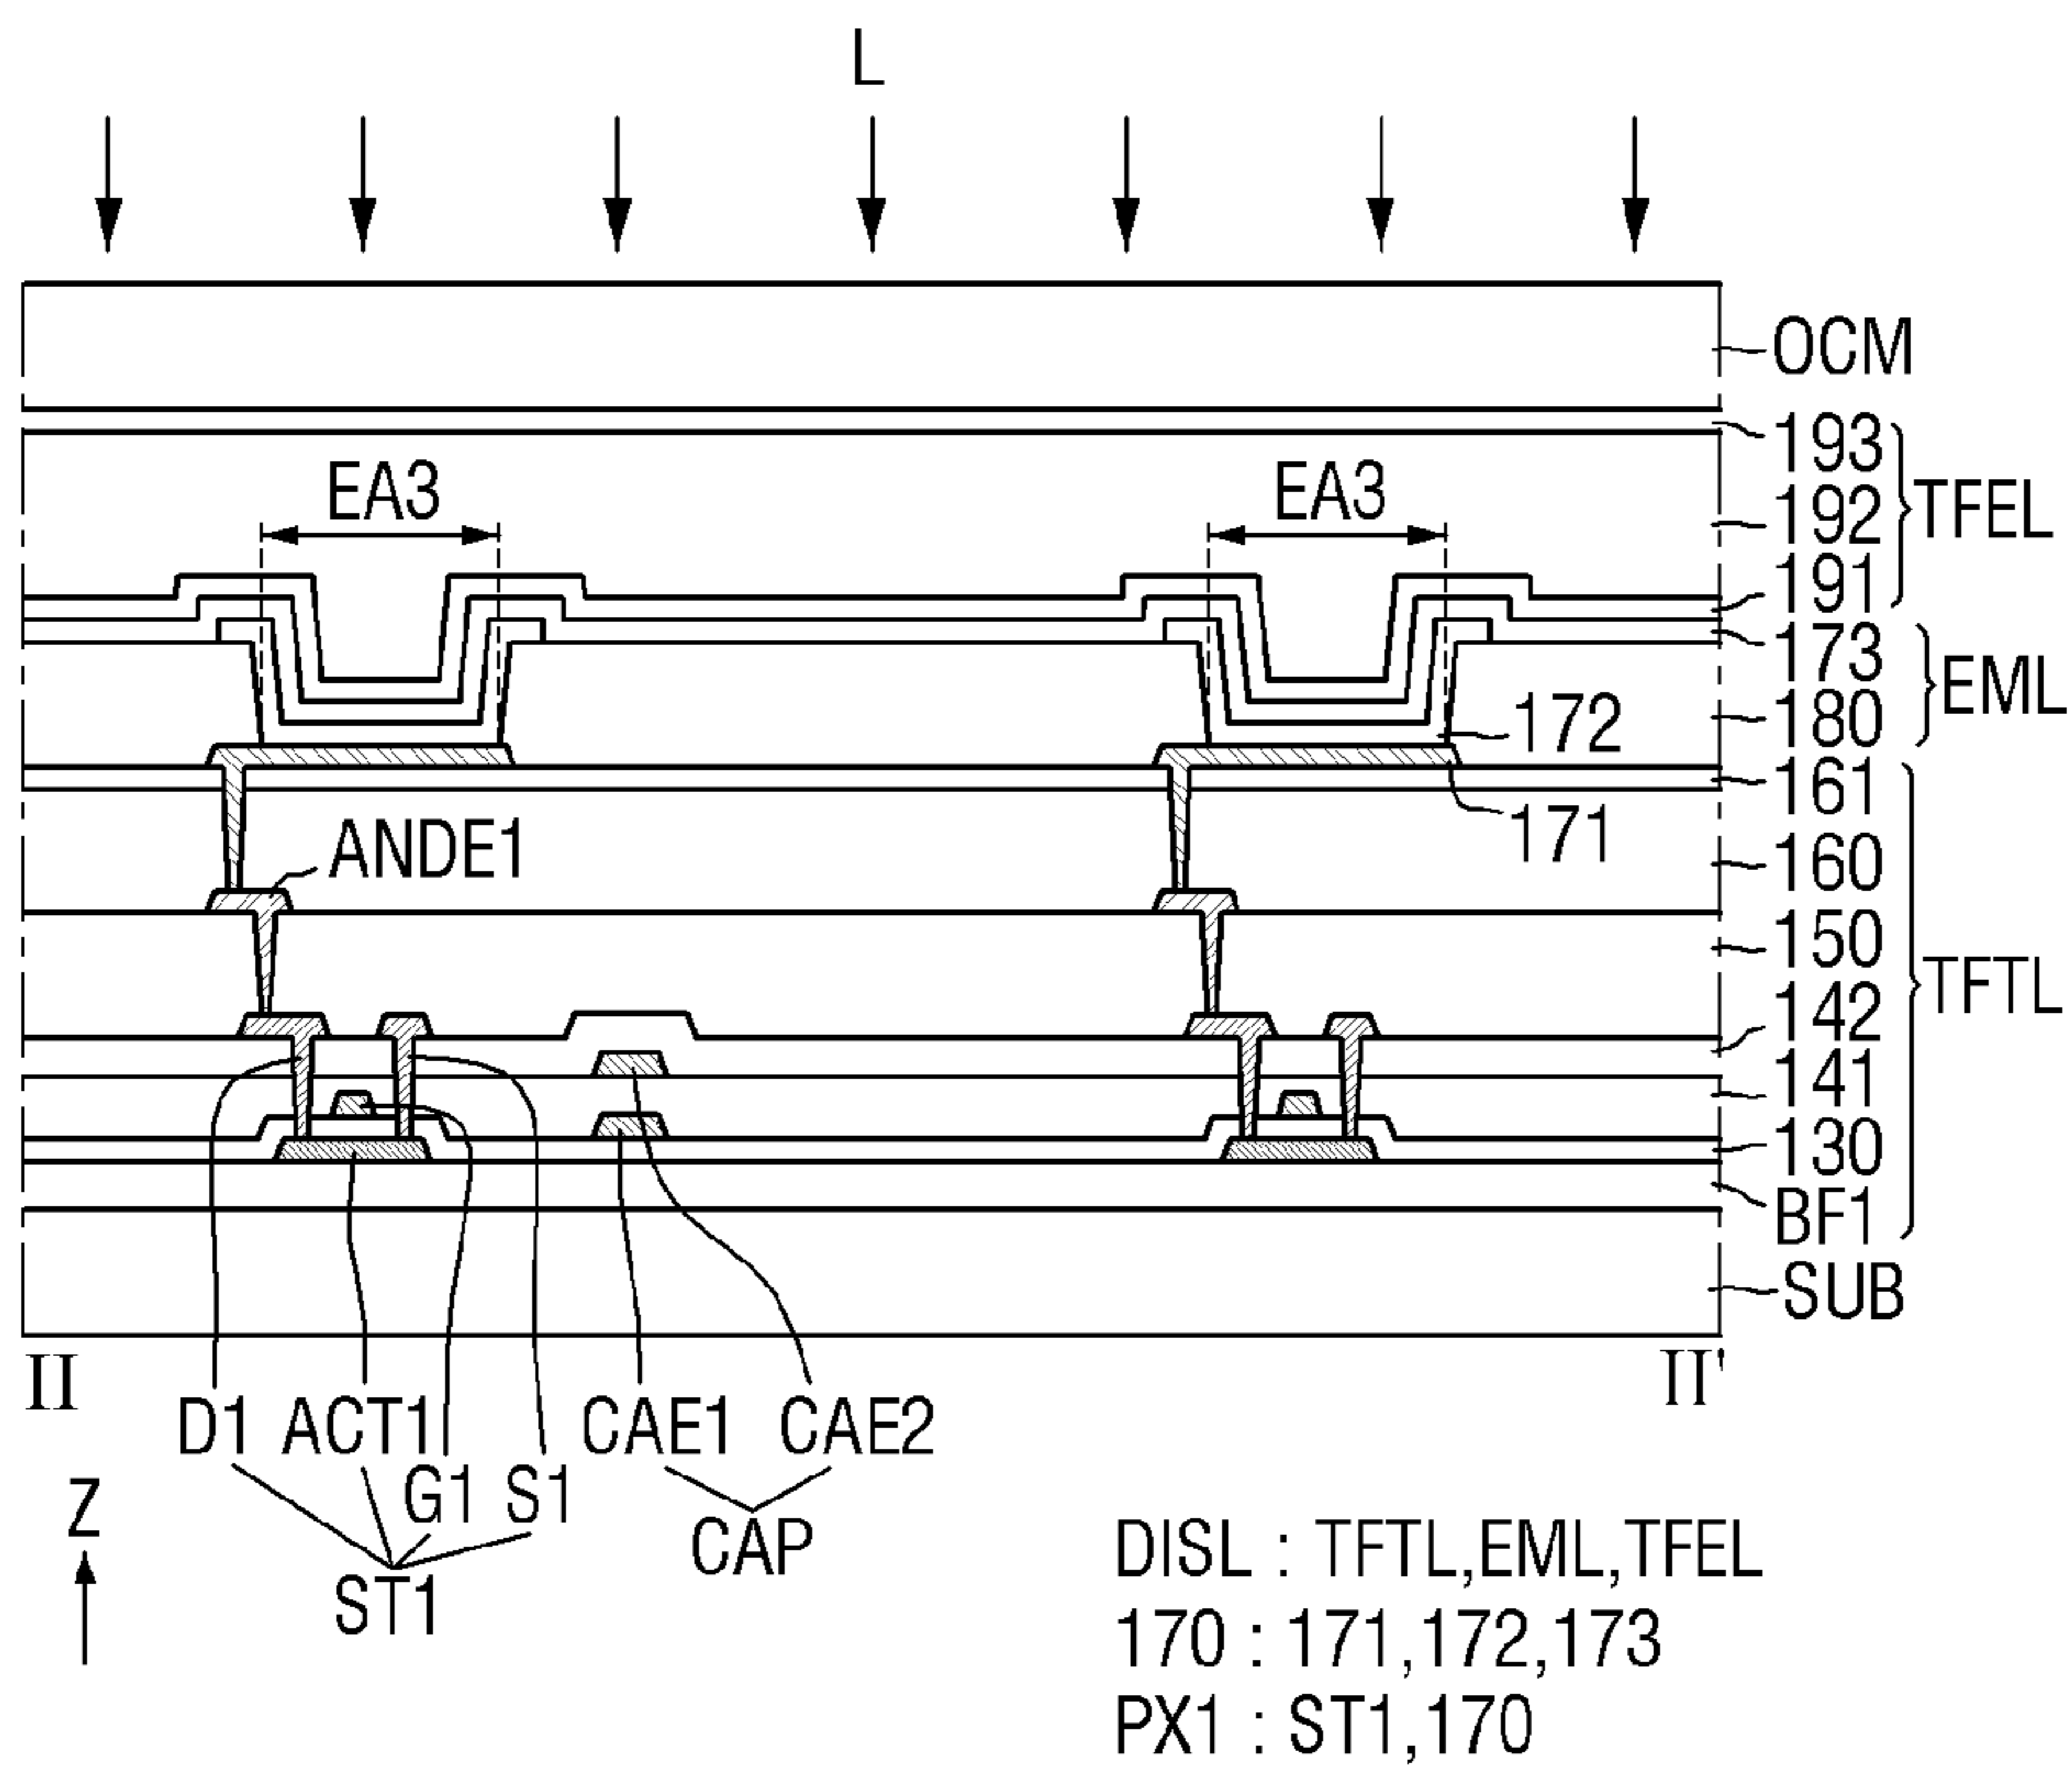 L
OCM
193
EA3 EA3
192 TFEL
191
173
180 EML
172
161
171
ANDE1
160
150
142 TFTL
141
130
BF1
SUB
II II'
D1 ACT1 CAE1 CAE2
G1 S1
Z
CAP
ST1
DISL : TFTL,EML,TFEL
170 : 171,172,173
PX1 : ST1,170